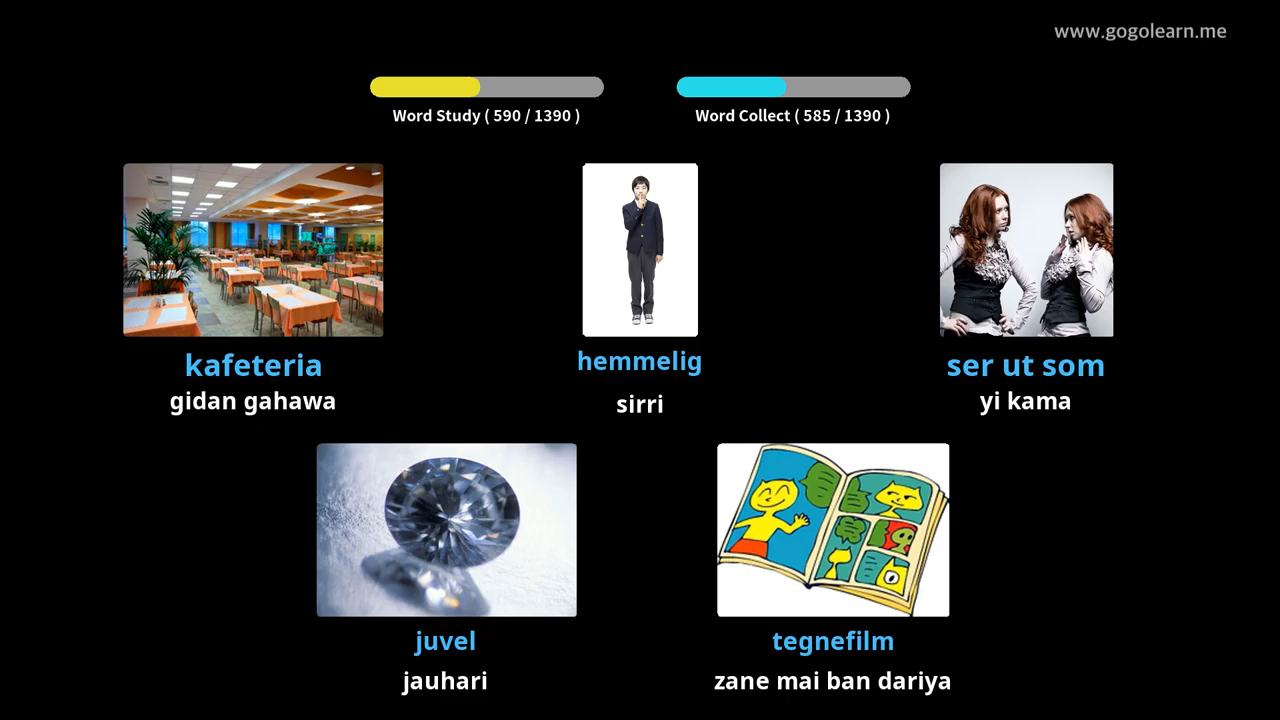 www.gogolearn.me
Word Study ( 590 / 1390 )
Word Collect ( 585 / 1390 )
kafeteria
gidan gahawa
hemmelig
sirri
ser ut som
yi kama
juvel
jauhari
tegnefilm
zane mai ban dariya